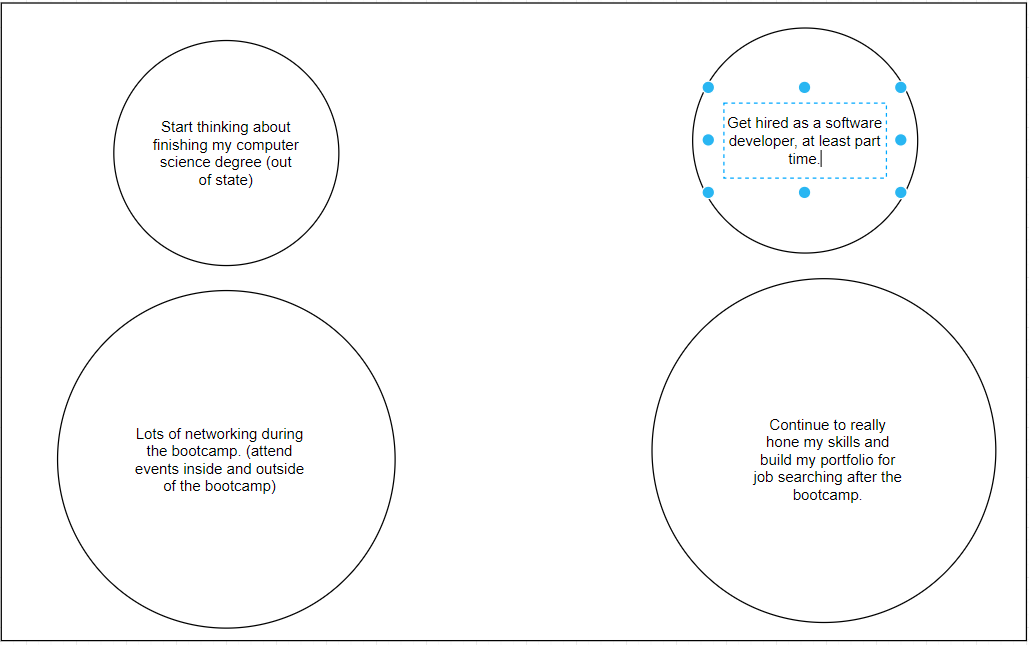 Start thinking about
finishing my computer
science degree (out
of state)
Get hired as a software
developer, at least part
time.
Lots of networking during
the bootcamp. (attend
events inside and outside
of the bootcamp)
Continue to really
hone my skills and
build my portfolio for
job searching after the
bootcamp.